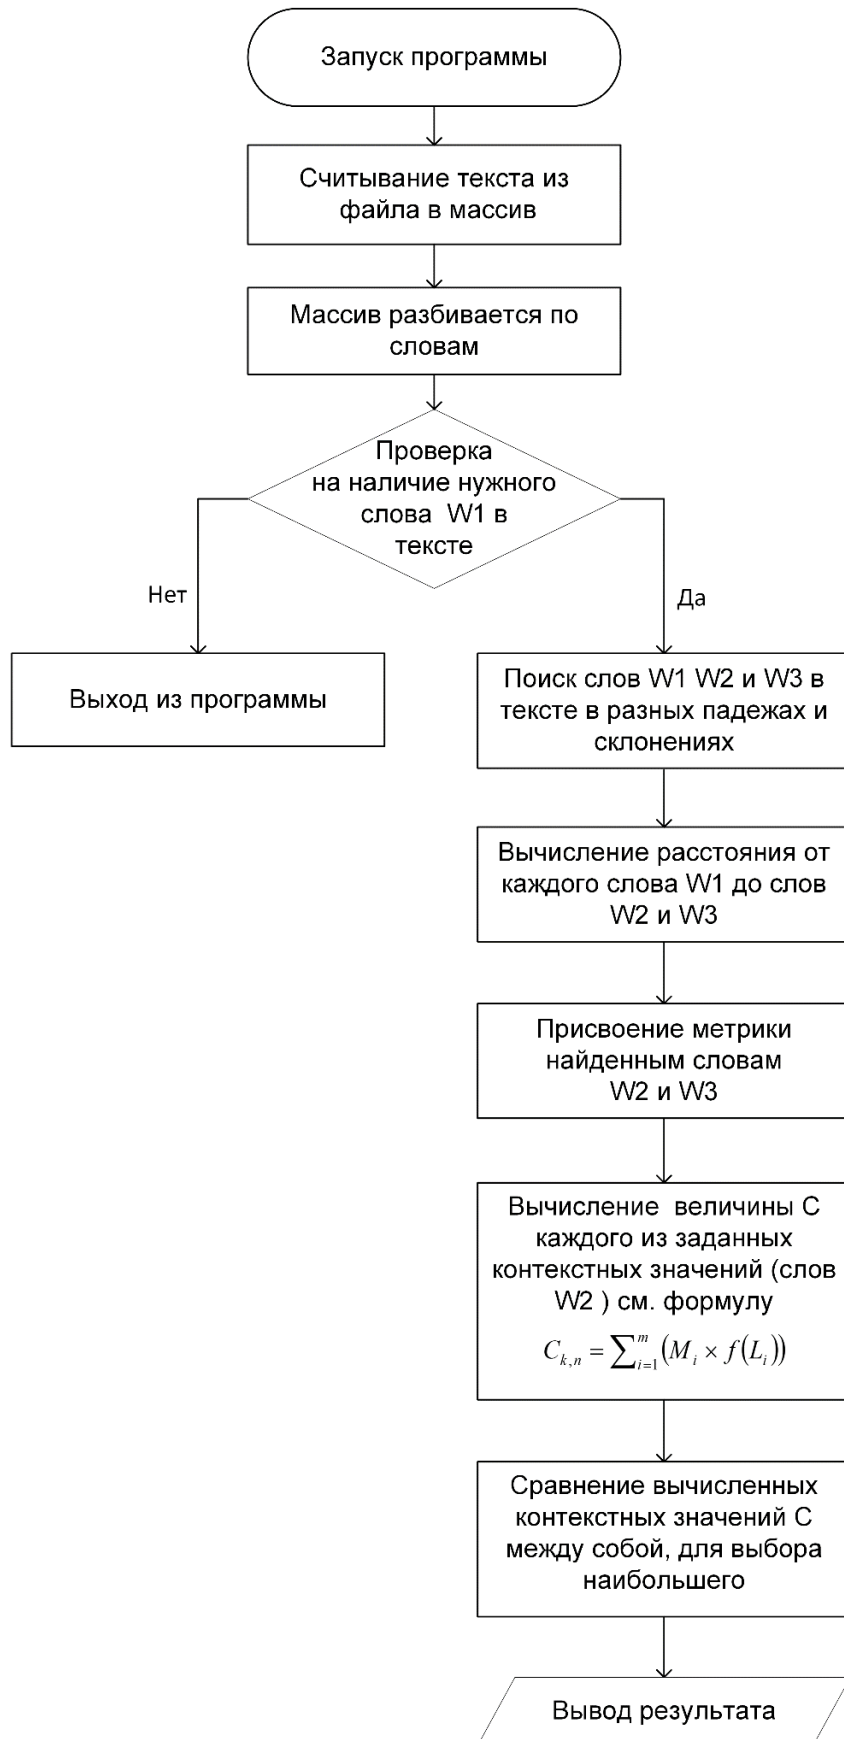 Запуск программы
Считывание текста из
файла в массив
Массив разбивается по
словам
Проверка
на наличие нужного
слова W1 в
тексте
Нет
Да
Выход из программы
Поиск слов W1 W2 и W3 в
тексте в разных падежах и
склонениях
Вычисление расстояния от
каждого слова W1 до слов
W2 и W3
Присвоение метрики
найденным словам
W2 и W3
Вычисление величины С
каждого из заданных
контекстных значений (слов
W2 ) см. формулу
C_{k,n} = \sum_{i=1}^{m} (M_i × f(L_i))
Сравнение вычисленных
контекстных значений С
между собой, для выбора
наибольшего
Вывод результата